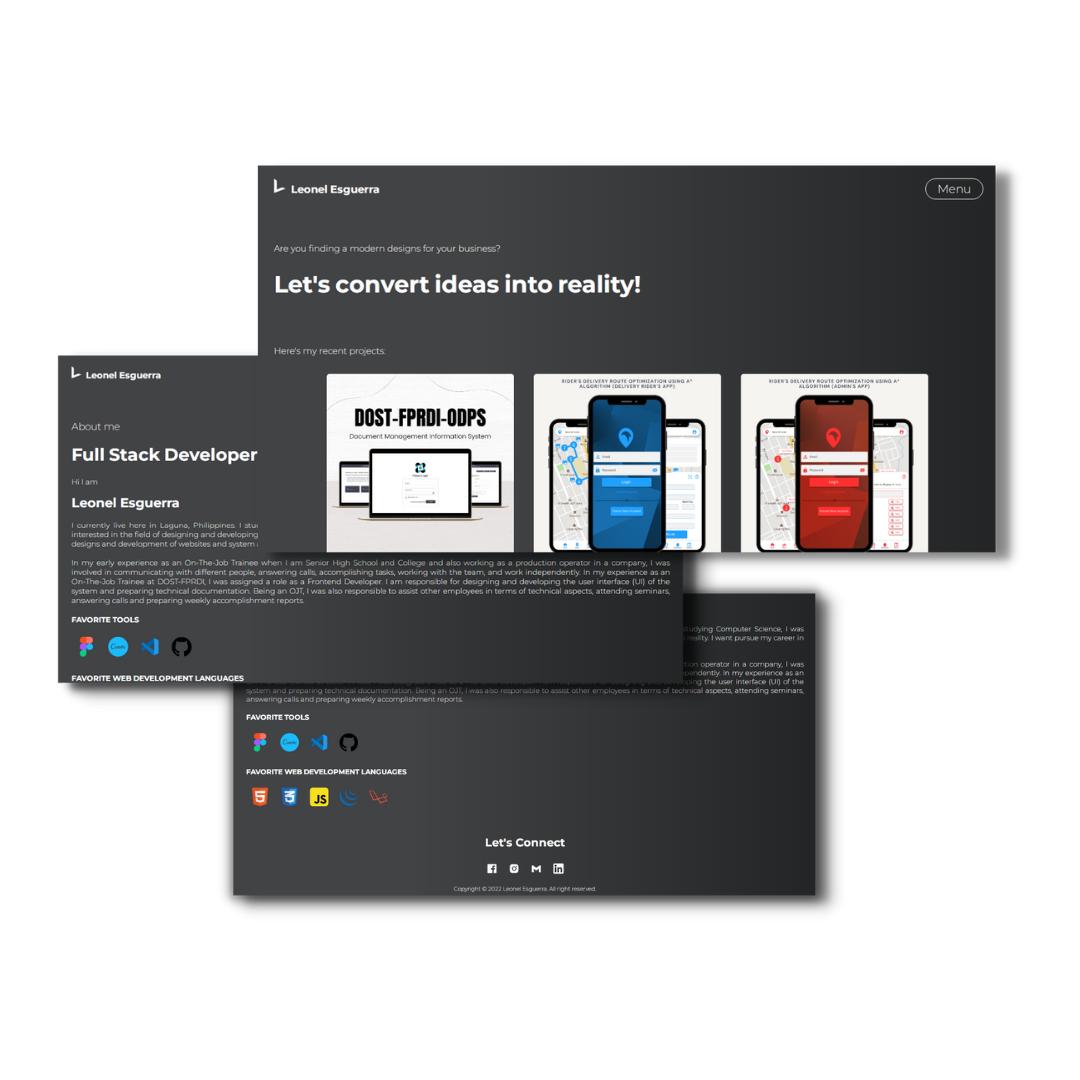 Leonel Esguerra
Menu
Are you finding a modern designs for your business?
Let's convert ideas into reality!
Here's my recent projects:
DOST-FPRDI-ODPS
Document Management Information System
RIDER'S DELIVERY ROUTE OPTIMIZATION USING A*
ALGORITHM (DELIVERY RIDER'S APP)
Email
Password
Login
RIDER'S DELIVERY ROUTE OPTIMIZATION USING A*
ALGORITHM (ADMIN'S APP)
Email
Password
Login
Leonel Esguerra
About me
Full Stack Developer
Hi I am
Leonel Esguerra
I currently live here in Laguna, Philippines. I stu
interested in the field of designing and developing
designs and development of websites and system
In my early experience as an On-The-Job Trainee when I am Senior High School and College and also working as a production operator in a company, I was
involved in communicating with different people, answering calls, accomplishing tasks, working with the team, and work independently. In my experience as an
On-The-Job Trainee at DOST-FPRDI, I was assigned a role as a Frontend Developer. I am responsible for designing and developing the user interface (UI) of the
system and preparing technical documentation. Being an OJT, I was also responsible to assist other employees in terms of technical aspects, attending seminars,
answering calls and preparing weekly accomplishment reports.
FAVORITE TOOLS
Canva
FAVORITE WEB DEVELOPMENT LANGUAGES
tudying Computer Science, I was
reality. I want pursue my career in
ction operator in a company, I was
ependently. In my experience as an
ping the user interface (UI) of the
system and preparing technical documentation. Being an OJT, I was also responsible to assist other employees in terms of technical aspects, attending seminars,
answering calls and preparing weekly accomplishment reports.
FAVORITE TOOLS
Canva
FAVORITE WEB DEVELOPMENT LANGUAGES
5
3
JS
Let's Connect
Copyright © 2022 Leonel Esguerra. All right reserved.